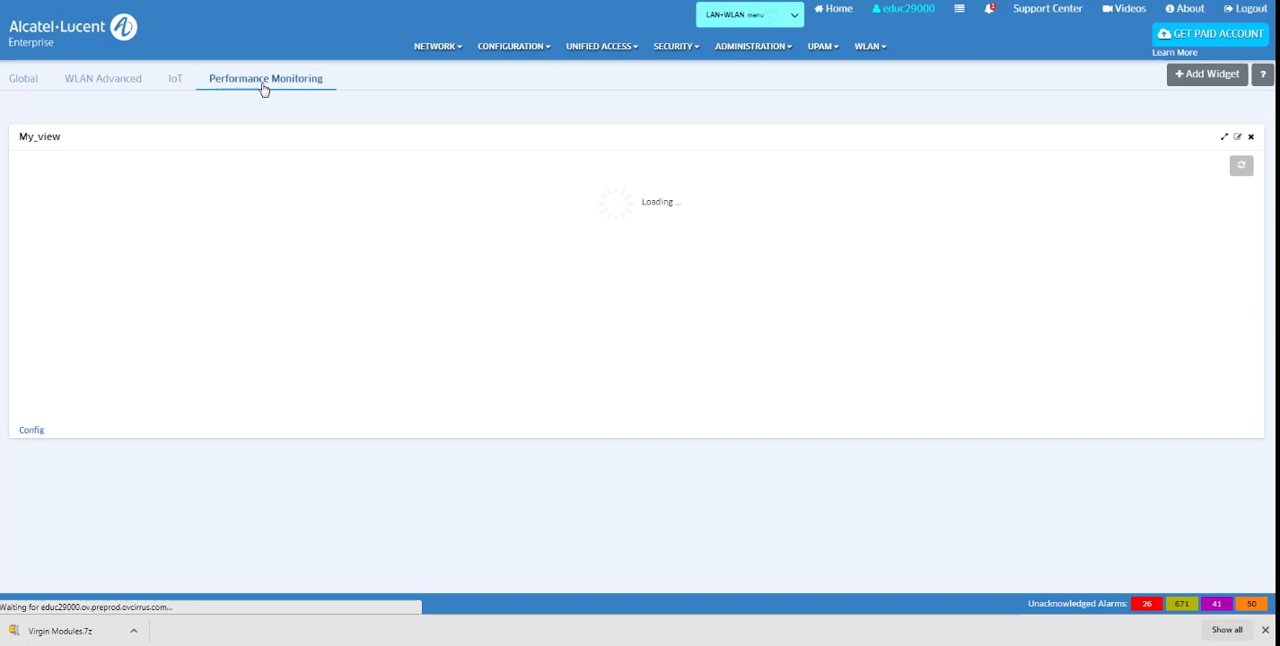 Alcatel-Lucent
Enterprise
LAN+WLAN menu
Home
educ29000
1
Support Center
Videos
About
Logout
GET PAID ACCOUNT
Learn More
NETWORK
CONFIGURATION
UNIFIED ACCESS
SECURITY
ADMINISTRATION
UPAM
WLAN
Global
WLAN Advanced
IoT
Performance Monitoring
+ Add Widget
?
My_view
Loading ...
Config
Unacknowledged Alarms: 26 671 41 50
Waiting for educ29000.ov.preprod.ovcirrus.com...
Virgin Modules.7z
Show all